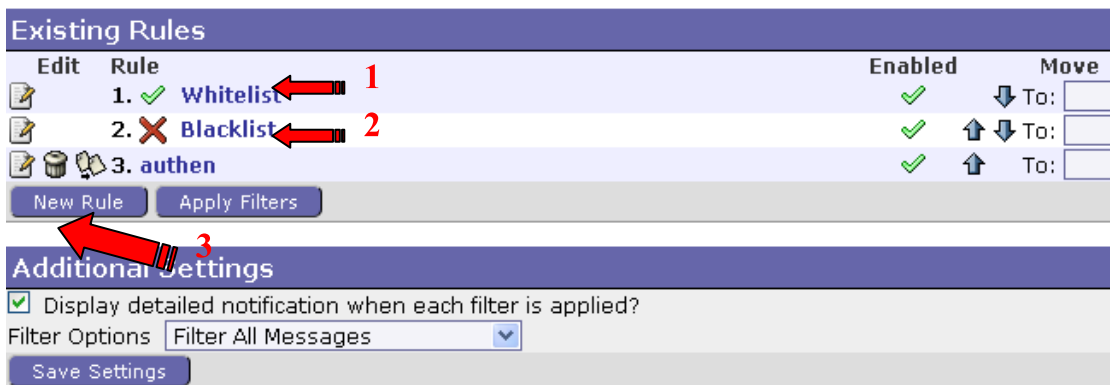 Existing Rules
Edit Rule Enabled Move
1. Whitelist 1 To:
2. Blacklist 2 To:
3. authen To:
New Rule Apply Filters
3
Additional Settings
Display detailed notification when each filter is applied?
Filter Options Filter All Messages
Save Settings